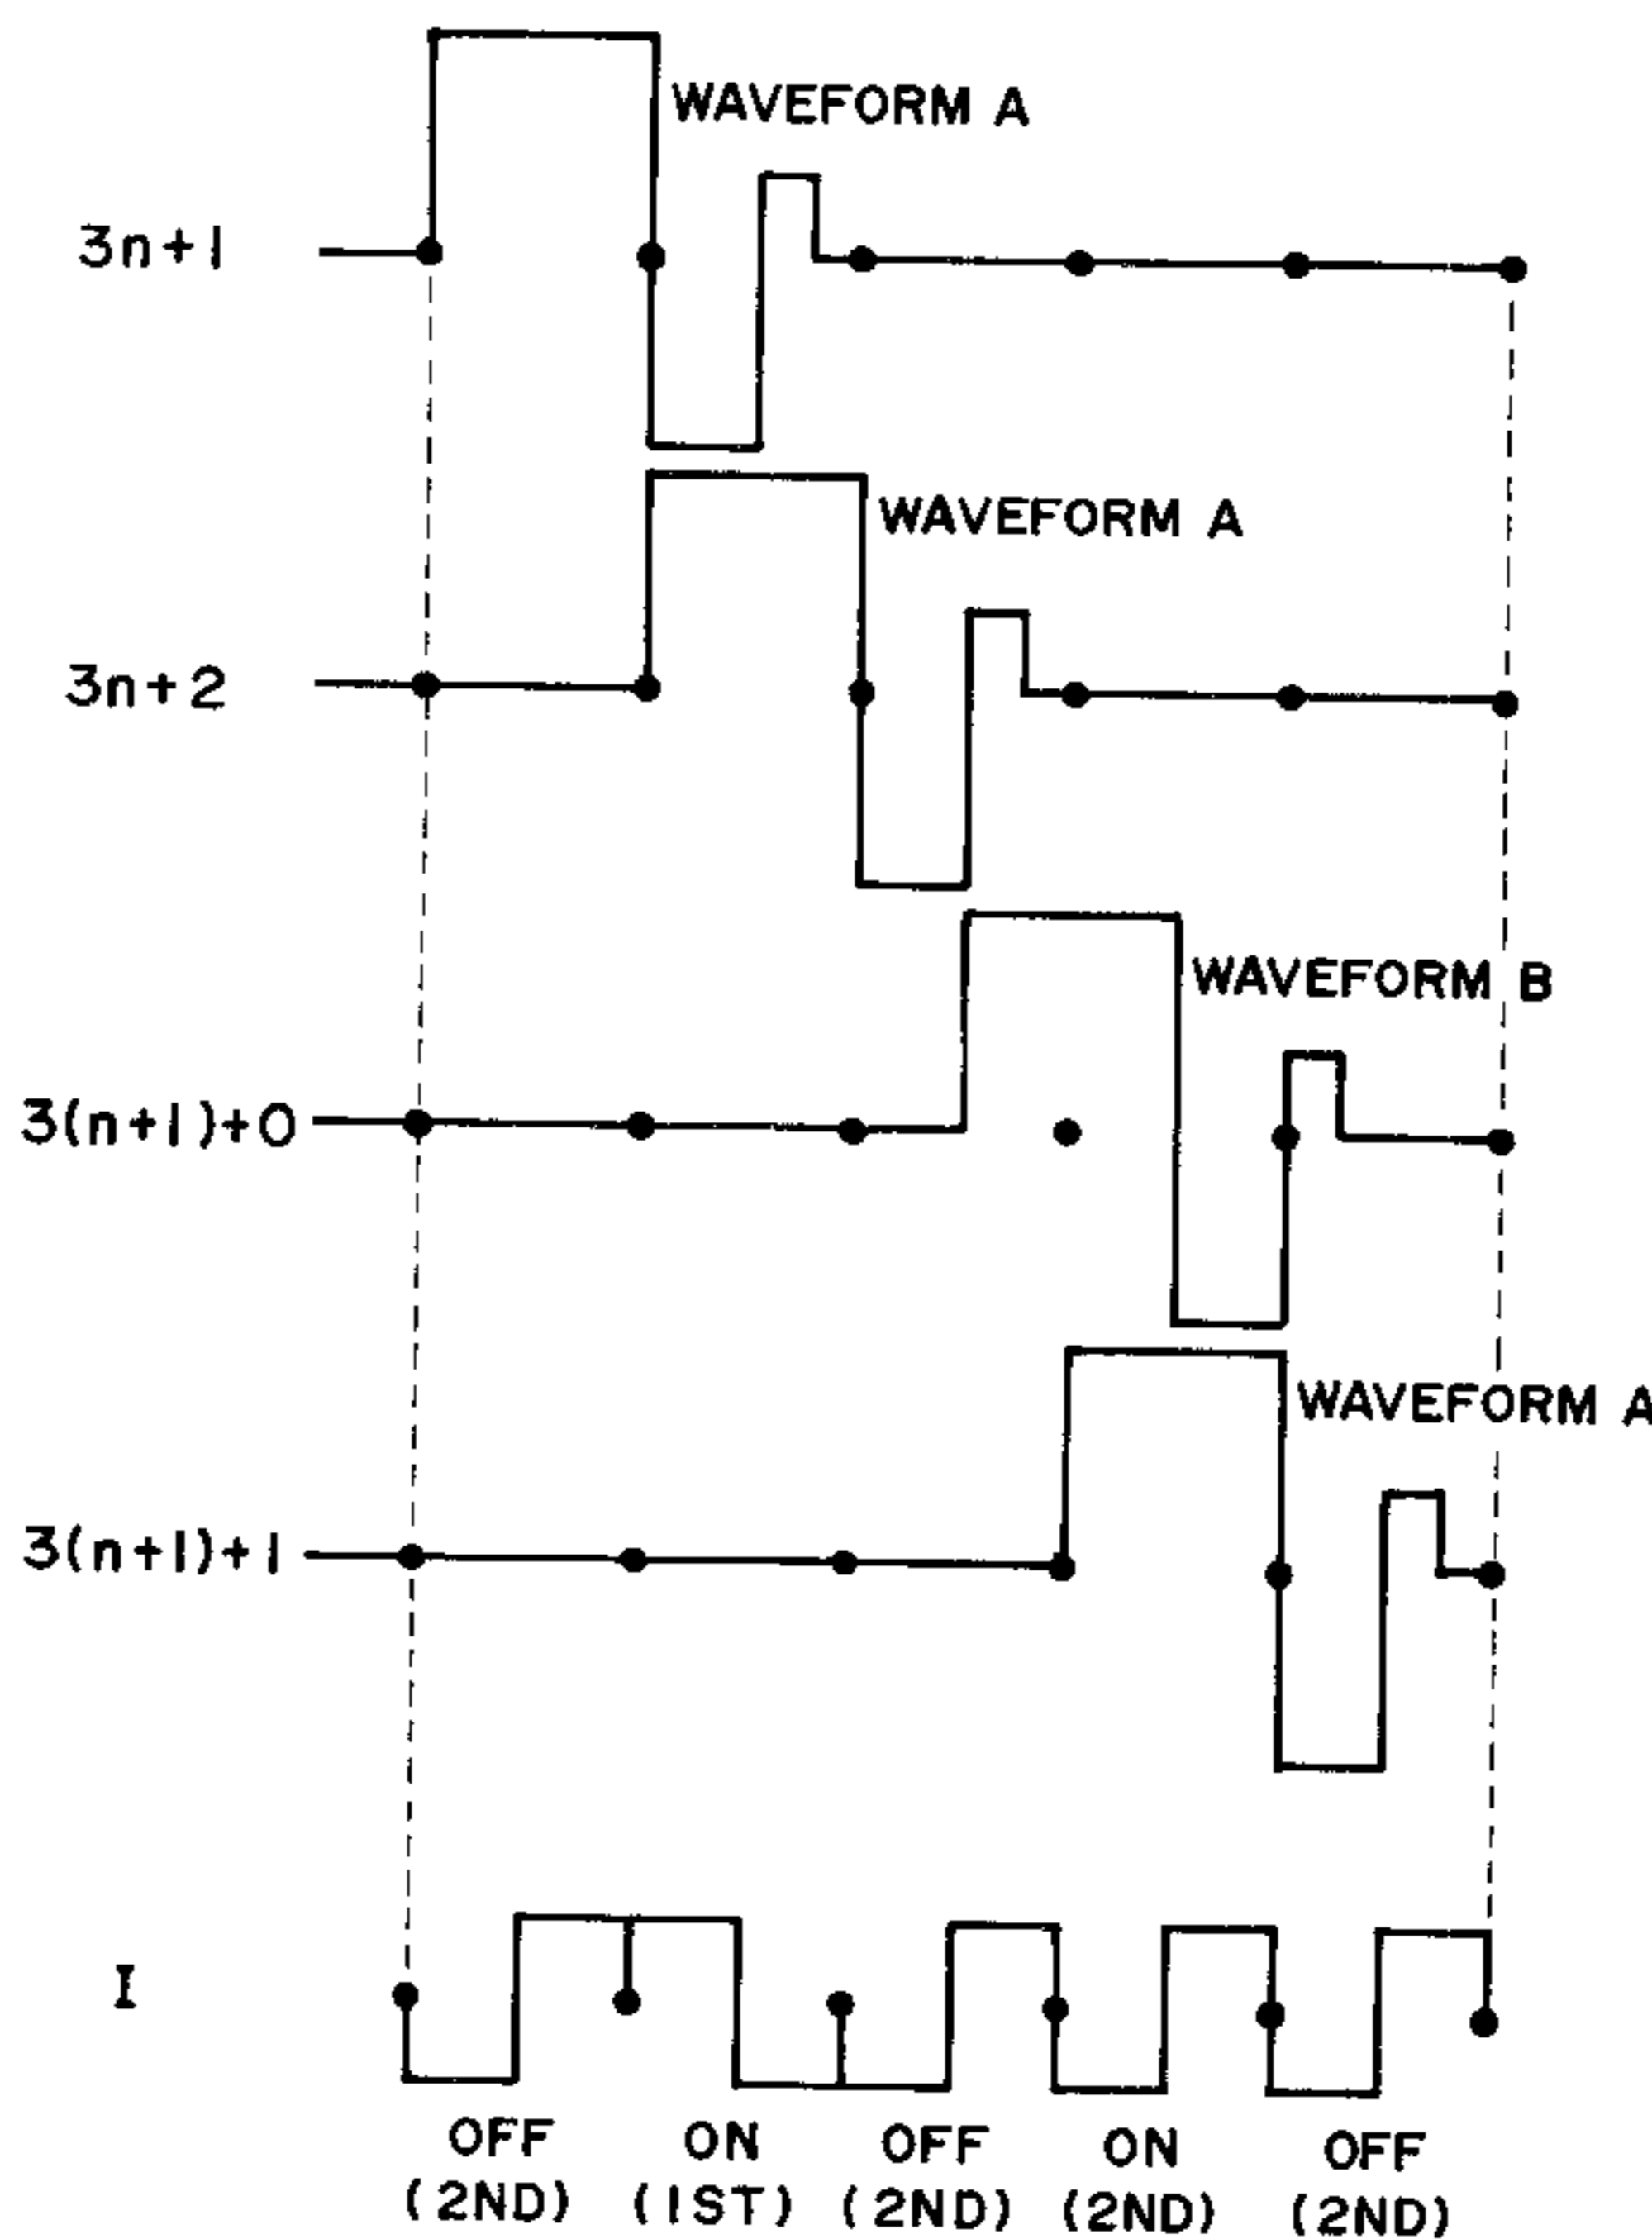 WAVEFORM A
3n+1
WAVEFORM A
3n+2
WAVEFORM B
3(n+1)+0
WAVEFORM A
3(n+1)+1
I
OFF ON OFF ON OFF
(2ND) (1ST) (2ND) (2ND) (2ND)